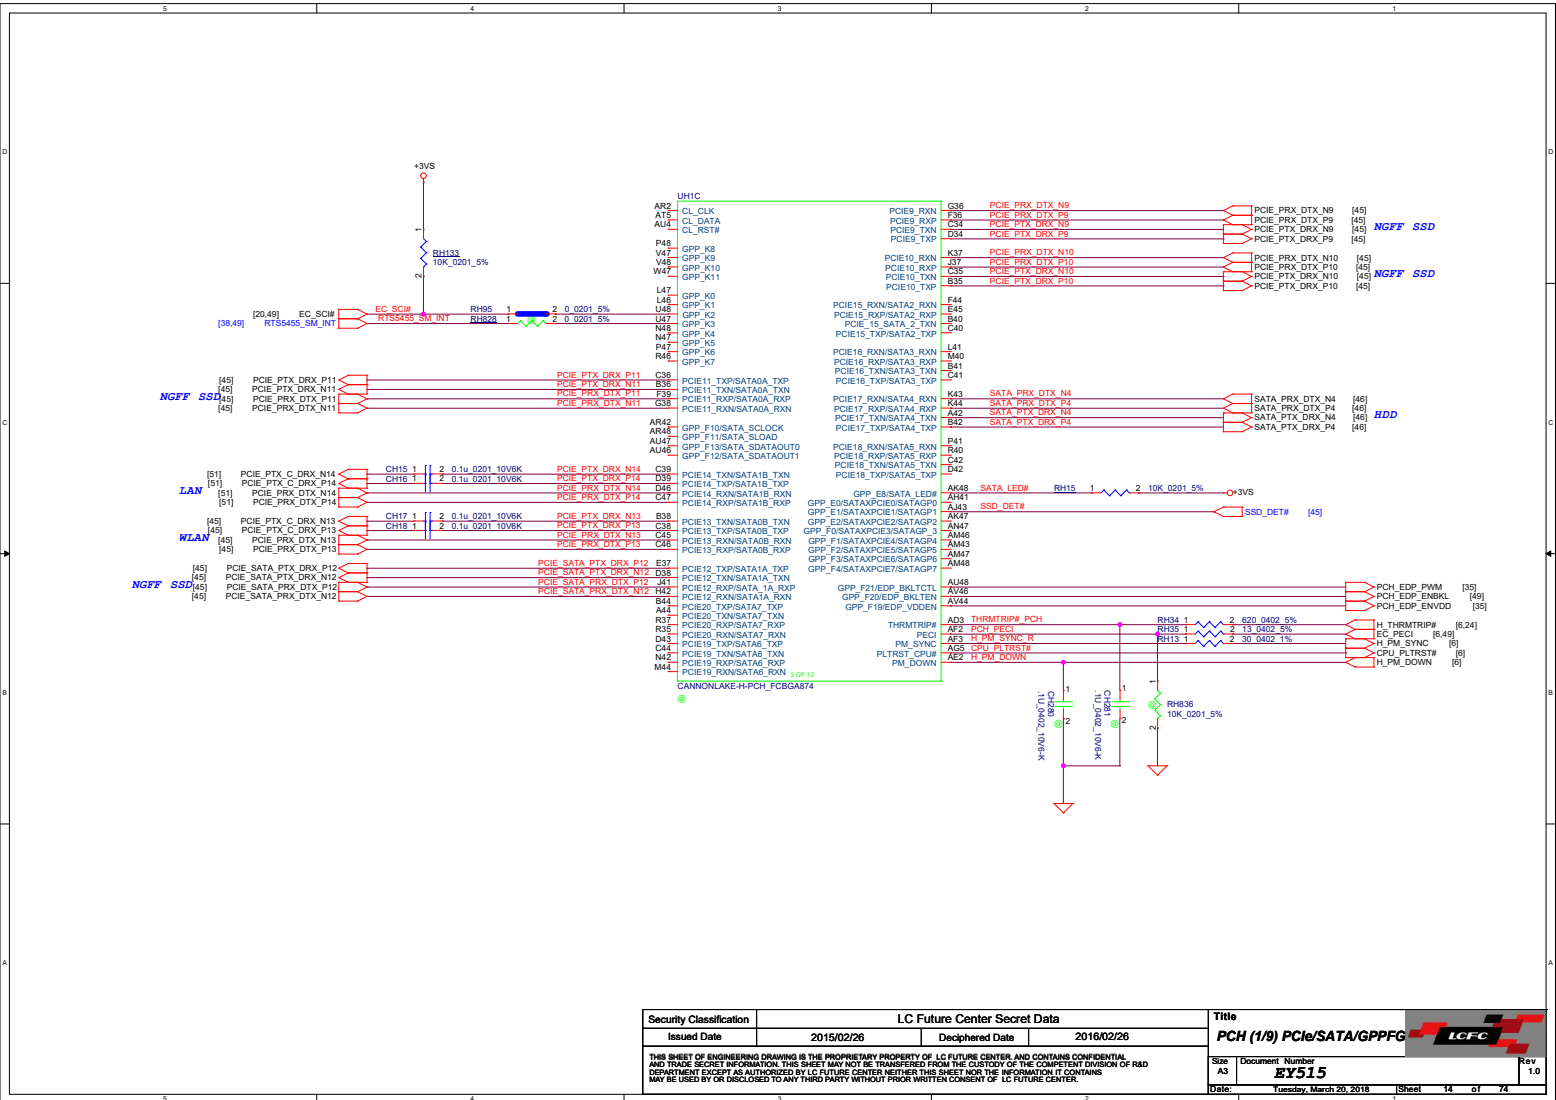 5 4 3 2 1
D D
C C
B B
A A
+3VS
1
RH133
10K_0201_5%
2
[20,49] EC_SCI# EC_SCI# RH95 1 2 0_0201_5%
[38,49] RTS5455_SM_INT RTS5455_SM_INT RH828 1 @ 2 0_0201_5%
NGFF SSD
[45] PCIE_PTX_DRX_P11 PCIE_PTX_DRX_P11 C36
[45] PCIE_PTX_DRX_N11 PCIE_PTX_DRX_N11 B36
[45] PCIE_PRX_DTX_P11 PCIE_PRX_DTX_P11 F39
[45] PCIE_PRX_DTX_N11 PCIE_PRX_DTX_N11 G38
LAN
[51] PCIE_PTX_C_DRX_N14 CH15 1 2 0.1u_0201_10V6K PCIE_PTX_DRX_N14 C39
[51] PCIE_PTX_C_DRX_P14 CH16 1 2 0.1u_0201_10V6K PCIE_PTX_DRX_P14 D39
[51] PCIE_PRX_DTX_N14 PCIE_PRX_DTX_N14 D46
[51] PCIE_PRX_DTX_P14 PCIE_PRX_DTX_P14 C47
WLAN
[45] PCIE_PTX_C_DRX_N13 CH17 1 2 0.1u_0201_10V6K PCIE_PTX_DRX_N13 B38
[45] PCIE_PTX_C_DRX_P13 CH18 1 2 0.1u_0201_10V6K PCIE_PTX_DRX_P13 C38
[45] PCIE_PRX_DTX_N13 PCIE_PRX_DTX_N13 C45
[45] PCIE_PRX_DTX_P13 PCIE_PRX_DTX_P13 C46
NGFF SSD
[45] PCIE_SATA_PTX_DRX_P12 PCIE_SATA_PTX_DRX_P12 E37
[45] PCIE_SATA_PTX_DRX_N12 PCIE_SATA_PTX_DRX_N12 D38
[45] PCIE_SATA_PRX_DTX_P12 PCIE_SATA_PRX_DTX_P12 J41
[45] PCIE_SATA_PRX_DTX_N12 PCIE_SATA_PRX_DTX_N12 H42
UH1C
AR2 CL_CLK
AT5 CL_DATA
AU4 CL_RST#
P48 GPP_K8
V47 GPP_K9
V48 GPP_K10
W47 GPP_K11
L47 GPP_K0
L46 GPP_K1
U48 GPP_K2
U47 GPP_K3
N48 GPP_K4
N47 GPP_K5
P47 GPP_K6
R46 GPP_K7
PCIE11_TXP/SATA0A_TXP
PCIE11_TXN/SATA0A_TXN
PCIE11_RXP/SATA0A_RXP
PCIE11_RXN/SATA0A_RXN
AR42 GPP_F10/SATA_SCLOCK
AR48 GPP_F11/SATA_SLOAD
AU47 GPP_F13/SATA_SDATAOUT0
AU46 GPP_F12/SATA_SDATAOUT1
PCIE14_TXN/SATA1B_TXN
PCIE14_TXP/SATA1B_TXP
PCIE14_RXN/SATA1B_RXN
PCIE14_RXP/SATA1B_RXP
PCIE13_TXN/SATA0B_TXN
PCIE13_TXP/SATA0B_TXP
PCIE13_RXN/SATA0B_RXN
PCIE13_RXP/SATA0B_RXP
PCIE12_TXP/SATA1A_TXP
PCIE12_TXN/SATA1A_TXN
PCIE12_RXP/SATA_1A_RXP
PCIE12_RXN/SATA1A_RXN
B44 PCIE20_TXP/SATA7_TXP
A44 PCIE20_TXN/SATA7_TXN
R37 PCIE20_RXP/SATA7_RXP
R35 PCIE20_RXN/SATA7_RXN
D43 PCIE19_TXP/SATA6_TXP
C44 PCIE19_TXN/SATA6_TXN
N42 PCIE19_RXP/SATA6_RXP
M44 PCIE19_RXN/SATA6_RXN
3 OF 13
CANNONLAKE-H-PCH_FCBGA874
@
PCIE9_RXN G36 PCIE_PRX_DTX_N9 PCIE_PRX_DTX_N9 [45]
PCIE9_RXP F36 PCIE_PRX_DTX_P9 PCIE_PRX_DTX_P9 [45]
PCIE9_TXN C34 PCIE_PTX_DRX_N9 PCIE_PTX_DRX_N9 [45]
PCIE9_TXP D34 PCIE_PTX_DRX_P9 PCIE_PTX_DRX_P9 [45]
NGFF SSD
PCIE10_RXN K37 PCIE_PRX_DTX_N10 PCIE_PRX_DTX_N10 [45]
PCIE10_RXP J37 PCIE_PRX_DTX_P10 PCIE_PRX_DTX_P10 [45]
PCIE10_TXN C35 PCIE_PTX_DRX_N10 PCIE_PTX_DRX_N10 [45]
PCIE10_TXP B35 PCIE_PTX_DRX_P10 PCIE_PTX_DRX_P10 [45]
NGFF SSD
PCIE15_RXN/SATA2_RXN F44
PCIE15_RXP/SATA2_RXP E45
PCIE_15_SATA_2_TXN B40
PCIE15_TXP/SATA2_TXP C40
PCIE16_RXN/SATA3_RXN L41
PCIE16_RXP/SATA3_RXP M40
PCIE16_TXN/SATA3_TXN B41
PCIE16_TXP/SATA3_TXP C41
PCIE17_RXN/SATA4_RXN K43 SATA_PRX_DTX_N4 SATA_PRX_DTX_N4 [46]
PCIE17_RXP/SATA4_RXP K44 SATA_PRX_DTX_P4 SATA_PRX_DTX_P4 [46]
PCIE17_TXN/SATA4_TXN A42 SATA_PTX_DRX_N4 SATA_PTX_DRX_N4 [46]
PCIE17_TXP/SATA4_TXP B42 SATA_PTX_DRX_P4 SATA_PTX_DRX_P4 [46]
HDD
PCIE18_RXN/SATA5_RXN P41
PCIE18_RXP/SATA5_RXP R40
PCIE18_TXN/SATA5_TXN C42
PCIE18_TXP/SATA5_TXP D42
GPP_E8/SATA_LED# AK48 SATA_LED# RH15 1 2 10K_0201_5% +3VS
GPP_E0/SATAXPCIE0/SATAGP0 AH41
GPP_E1/SATAXPCIE1/SATAGP1 AJ43 SSD_DET# SSD_DET# [45]
GPP_E2/SATAXPCIE2/SATAGP2 AK47
GPP_F0/SATAXPCIE3/SATAGP_3 AN47
GPP_F1/SATAXPCIE4/SATAGP4 AM46
GPP_F2/SATAXPCIE5/SATAGP5 AM43
GPP_F3/SATAXPCIE6/SATAGP6 AM47
GPP_F4/SATAXPCIE7/SATAGP7 AM48
GPP_F21/EDP_BKLTCTL AU48 PCH_EDP_PWM [35]
GPP_F20/EDP_BKLTEN AV46 PCH_EDP_ENBKL [49]
GPP_F19/EDP_VDDEN AV44 PCH_EDP_ENVDD [35]
THRMTRIP# AD3 THRMTRIP#_PCH RH34 1 2 620_0402_5% H_THRMTRIP# [6,24]
PECI AF2 PCH_PECI RH35 1 2 13_0402_5% EC_PECI [6,49]
PM_SYNC AF3 H_PM_SYNC_R RH13 1 2 30_0402_1% H_PM_SYNC [6]
PLTRST_CPU# AG5 CPU_PLTRST# CPU_PLTRST# [6]
PM_DOWN AE2 H_PM_DOWN H_PM_DOWN [6]
CH280 .1U_0402_10V6-K 1 2 @
CH281 .1U_0402_10V6-K 1 2 @
1 @ 2 RH836
10K_0201_5%
Security Classification LC Future Center Secret Data
Issued Date 2015/02/26 Deciphered Date 2016/02/26
THIS SHEET OF ENGINEERING DRAWING IS THE PROPRIETARY PROPERTY OF LC FUTURE CENTER. AND CONTAINS CONFIDENTIAL
AND TRADE SECRET INFORMATION. THIS SHEET MAY NOT BE TRANSFERED FROM THE CUSTODY OF THE COMPETENT DIVISION OF R&D
DEPARTMENT EXCEPT AS AUTHORIZED BY LC FUTURE CENTER NEITHER THIS SHEET NOR THE INFORMATION IT CONTAINS
MAY BE USED BY OR DISCLOSED TO ANY THIRD PARTY WITHOUT PRIOR WRITTEN CONSENT OF LC FUTURE CENTER.
Title
PCH (1/9) PCIe/SATA/GPPFG
LCFC
Size Document Number Rev
A3 EY515 1.0
Date: Tuesday, March 20, 2018 Sheet 14 of 74
5 4 3 2 1